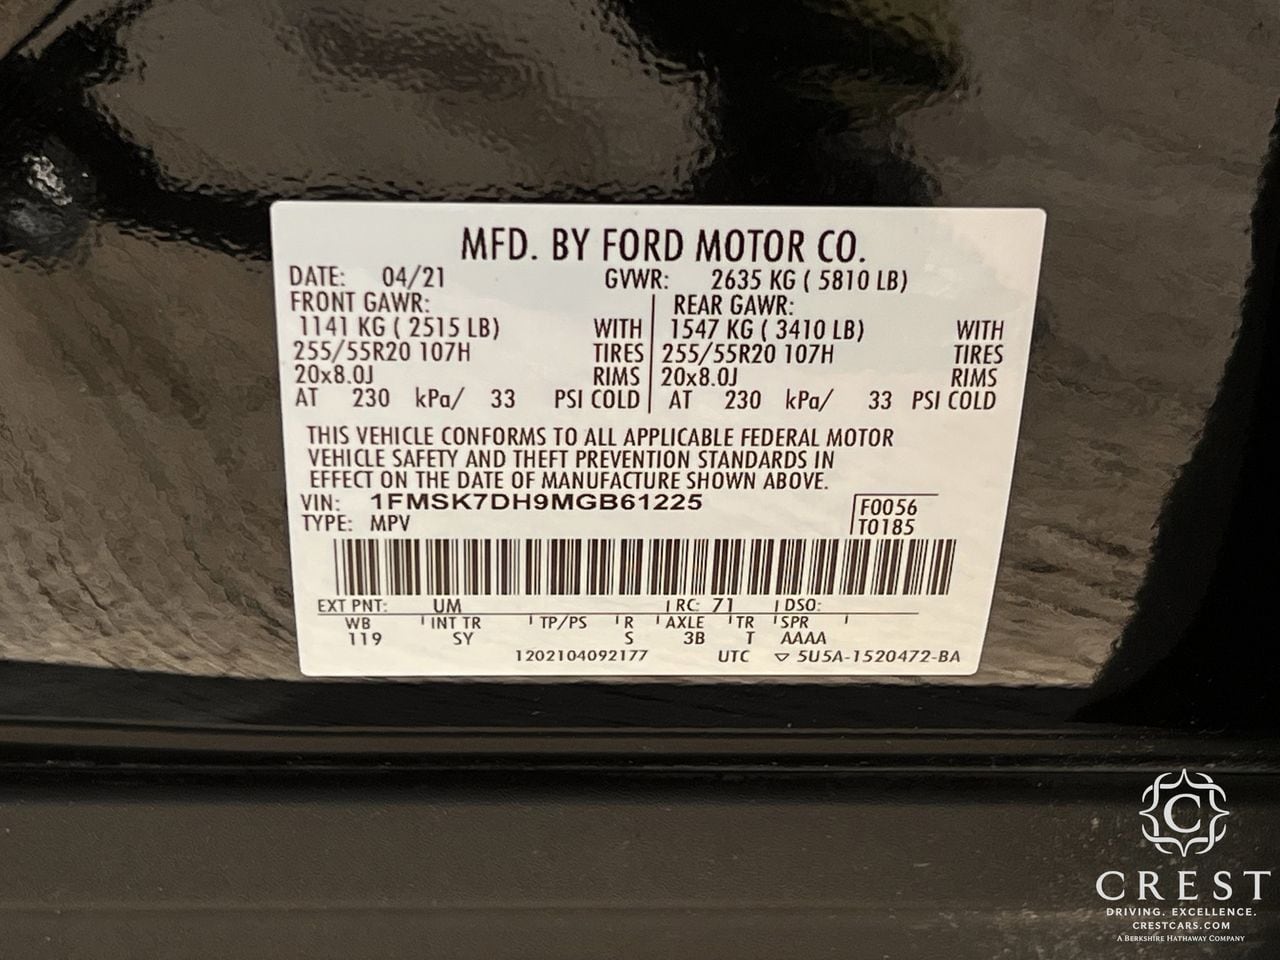 MFD. BY FORD MOTOR CO.
DATE: 04/21 GVWR: 2635 KG ( 5810 LB)
FRONT GAWR: REAR GAWR:
1141 KG ( 2515 LB) WITH 1547 KG ( 3410 LB) WITH
255/55R20 107H TIRES 255/55R20 107H TIRES
20x8.0J RIMS 20x8.0J RIMS
AT 230 kPa/ 33 PSI COLD AT 230 kPa/ 33 PSI COLD
THIS VEHICLE CONFORMS TO ALL APPLICABLE FEDERAL MOTOR
VEHICLE SAFETY AND THEFT PREVENTION STANDARDS IN
EFFECT ON THE DATE OF MANUFACTURE SHOWN ABOVE.
VIN: 1FMSK7DH9MGB61225 F0056
TYPE: MPV T0185
EXT PNT: UM RC: 71 DSO:
WB INT TR TP/PS R AXLE TR SPR
119 SY S 3B T AAAA
1202104092177 UTC ▽ 5U5A-1520472-BA
C
CREST
DRIVING. EXCELLENCE.
CRESTCARS.COM
A BERKSHIRE HATHAWAY COMPANY